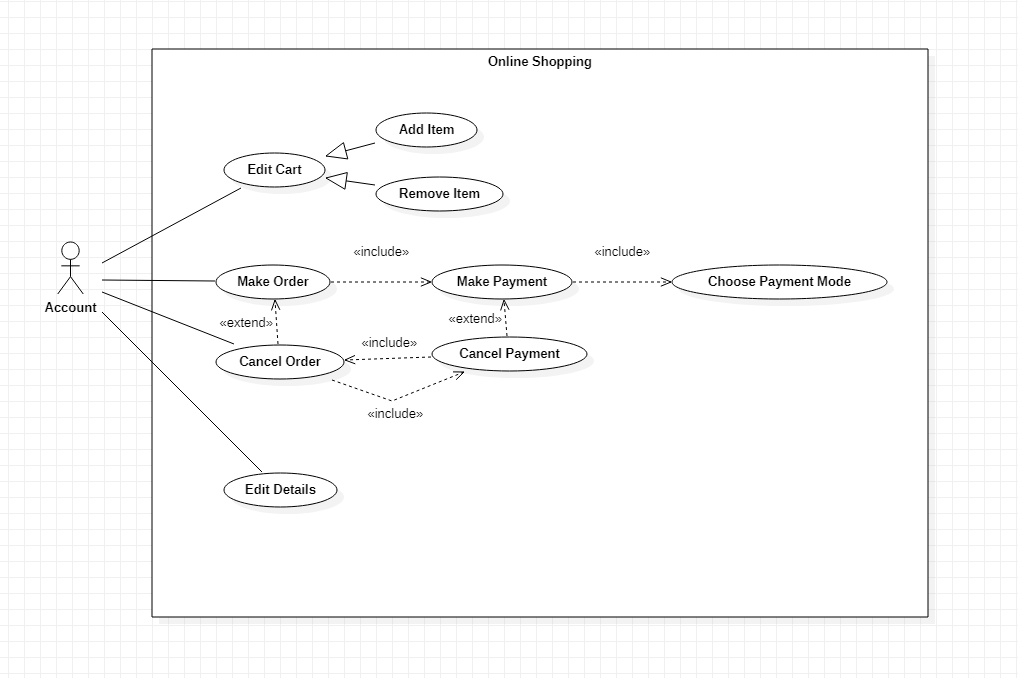 Online Shopping
Add Item
Edit Cart
Remove Item
«include»
«include»
Make Order
Make Payment
Choose Payment Mode
Account
«extend»
«extend»
«include»
Cancel Order
Cancel Payment
«include»
Edit Details